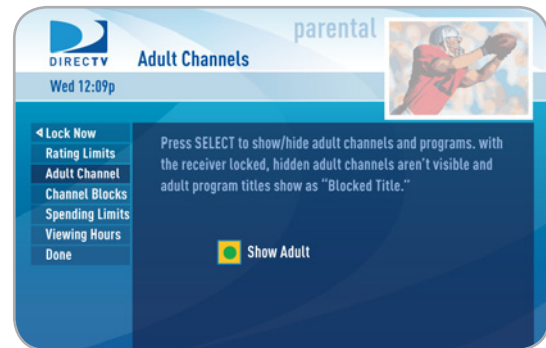 parental
DIRECTV
Adult Channels
Wed 12:09p
Lock Now
Rating Limits
Adult Channel
Channel Blocks
Spending Limits
Viewing Hours
Done
Press SELECT to show/hide adult channels and programs. with
the receiver locked, hidden adult channels aren't visible and
adult program titles show as "Blocked Title."
Show Adult